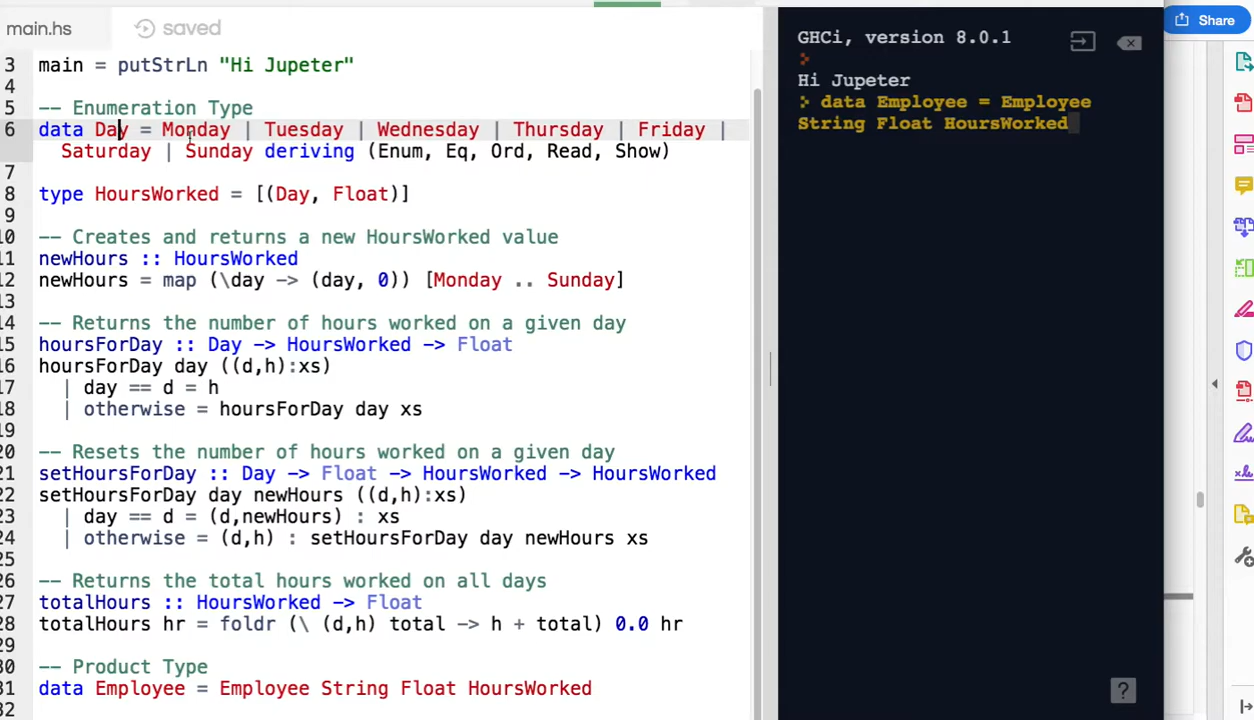 main.hs saved Share
3 main = putStrLn "Hi Jupeter"
4
5 -- Enumeration Type
6 data Day = Monday | Tuesday | Wednesday | Thursday | Friday |
Saturday | Sunday deriving (Enum, Eq, Ord, Read, Show)
7
8 type HoursWorked = [(Day, Float)]
9
10 -- Creates and returns a new HoursWorked value
11 newHours :: HoursWorked
12 newHours = map (\day -> (day, 0)) [Monday .. Sunday]
13
14 -- Returns the number of hours worked on a given day
15 hoursForDay :: Day -> HoursWorked -> Float
16 hoursForDay day ((d,h):xs)
17 | day == d = h
18 | otherwise = hoursForDay day xs
19
20 -- Resets the number of hours worked on a given day
21 setHoursForDay :: Day -> Float -> HoursWorked -> HoursWorked
22 setHoursForDay day newHours ((d,h):xs)
23 | day == d = (d,newHours) : xs
24 | otherwise = (d,h) : setHoursForDay day newHours xs
25
26 -- Returns the total hours worked on all days
27 totalHours :: HoursWorked -> Float
28 totalHours hr = foldr (\ (d,h) total -> h + total) 0.0 hr
29
30 -- Product Type
31 data Employee = Employee String Float HoursWorked
32
GHCi, version 8.0.1
Hi Jupeter
data Employee = Employee
String Float HoursWorked
?